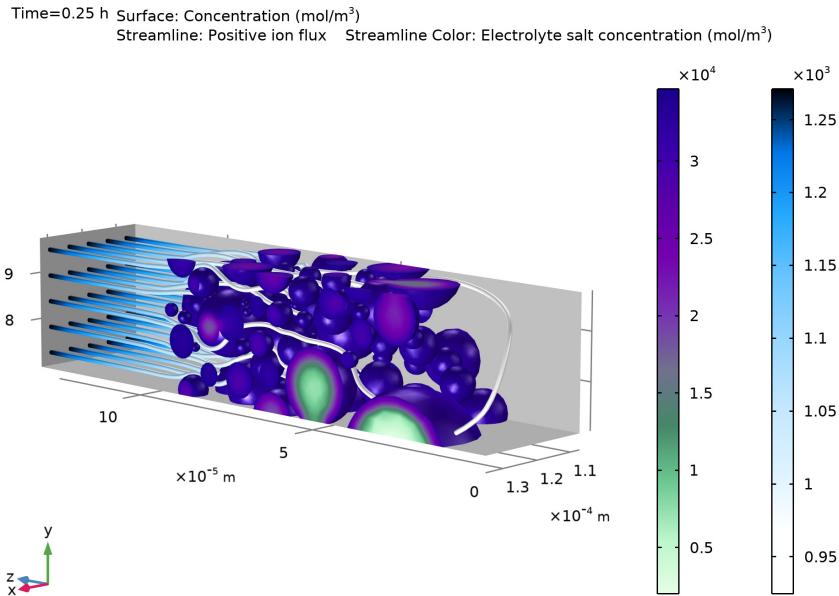 Time=0.25 h Surface: Concentration (mol/m³)
Streamline: Positive ion flux Streamline Color: Electrolyte salt concentration (mol/m³)
×10⁴ ×10³
3
2.5
2
1.5
1
0.5
1.25
1.2
1.15
1.1
1.05
1
0.95
9
8
10
5
0
×10⁻⁵ m
1.3 1.2 1.1
×10⁻⁴ m
y
z
x